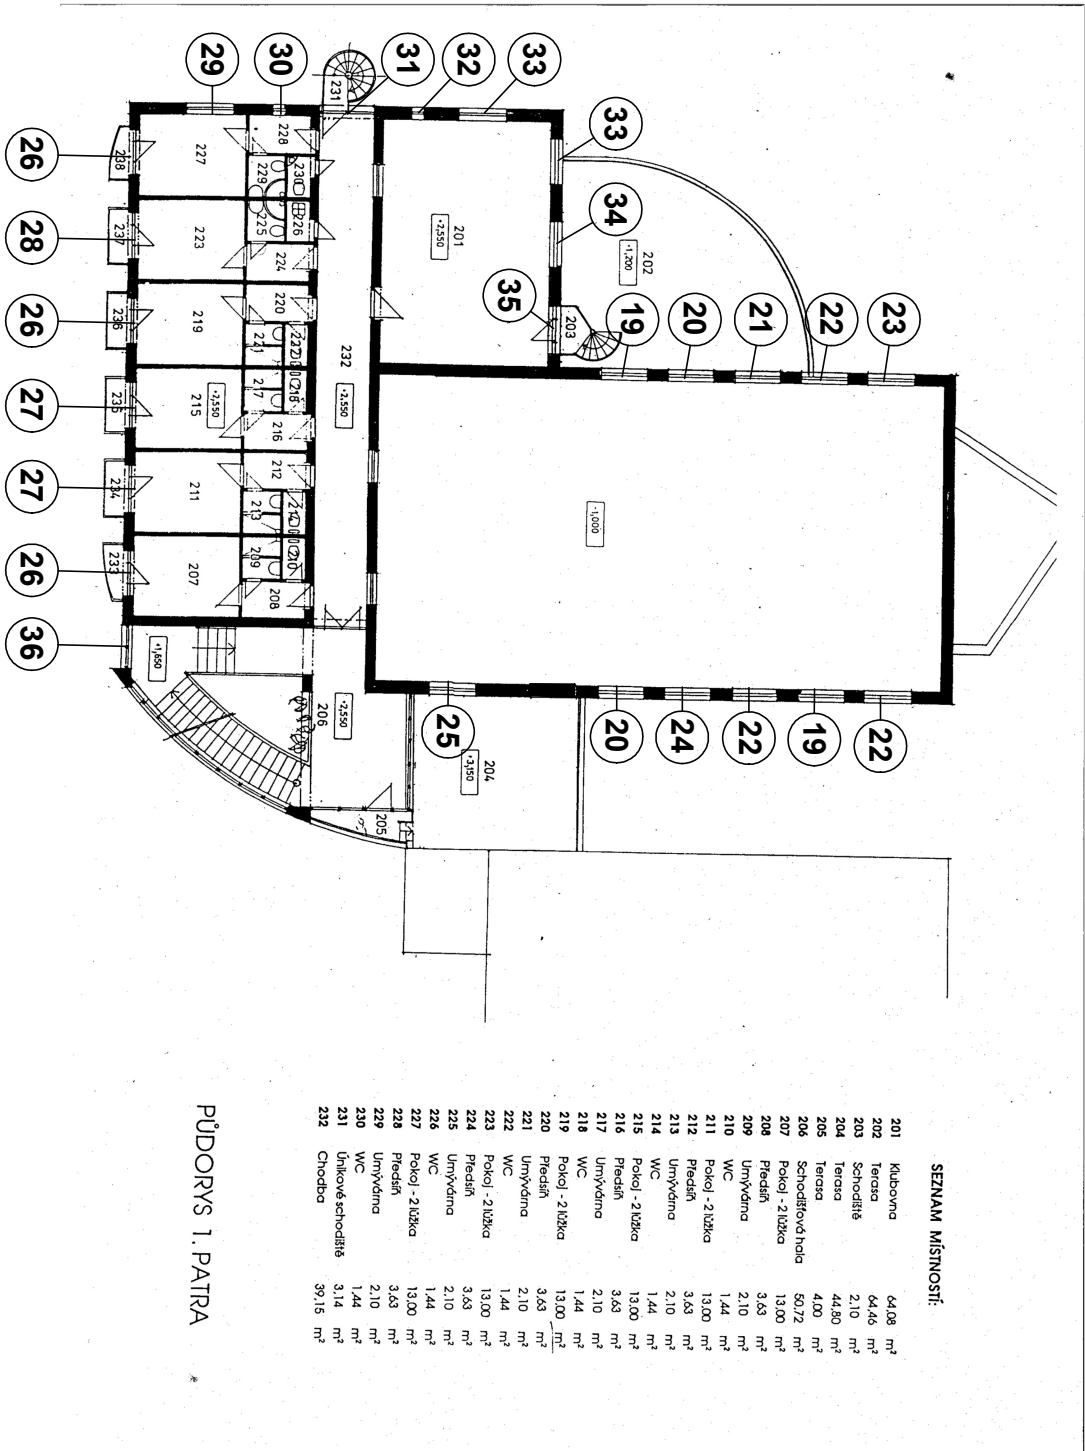 29
30
31
32
33
33
34
35
19
20
21
22
23
26
28
26
27
27
26
36
25
20
24
22
19
22
231
228
227
238
229
230
226
225
237
223
224
201
+2,550
202
-1,200
203
236
219
220
221
222
232
+2,550
235
215
+2,550
217
218
216
234
211
212
213
214
-1,000
233
207
209
210
208
+1,650
206
+2,550
204
+3,150
205
SEZNAM MÍSTNOSTÍ:
201 Klubovna 64,08 m²
202 Terasa 64,46 m²
203 Schodiště 2,10 m²
204 Terasa 44,80 m²
205 Terasa 4,00 m²
206 Schodišťová hala 50,72 m²
207 Pokoj - 2 lůžka 13,00 m²
208 Předsíň 3,63 m²
209 Umývárna 2,10 m²
210 WC 1,44 m²
211 Pokoj - 2 lůžka 13,00 m²
212 Předsíň 3,63 m²
213 Umývárna 2,10 m²
214 WC 1,44 m²
215 Pokoj - 2 lůžka 13,00 m²
216 Předsíň 3,63 m²
217 Umývárna 2,10 m²
218 WC 1,44 m²
219 Pokoj - 2 lůžka 13,00 m²
220 Předsíň 3,63 m²
221 Umývárna 2,10 m²
222 WC 1,44 m²
223 Pokoj - 2 lůžka 13,00 m²
224 Předsíň 3,63 m²
225 Umývárna 2,10 m²
226 WC 1,44 m²
227 Pokoj - 2 lůžka 13,00 m²
228 Předsíň 3,63 m²
229 Umývárna 2,10 m²
230 WC 1,44 m²
231 Únikové schodiště 3,14 m²
232 Chodba 39,15 m²
PŮDORYS 1. PATRA